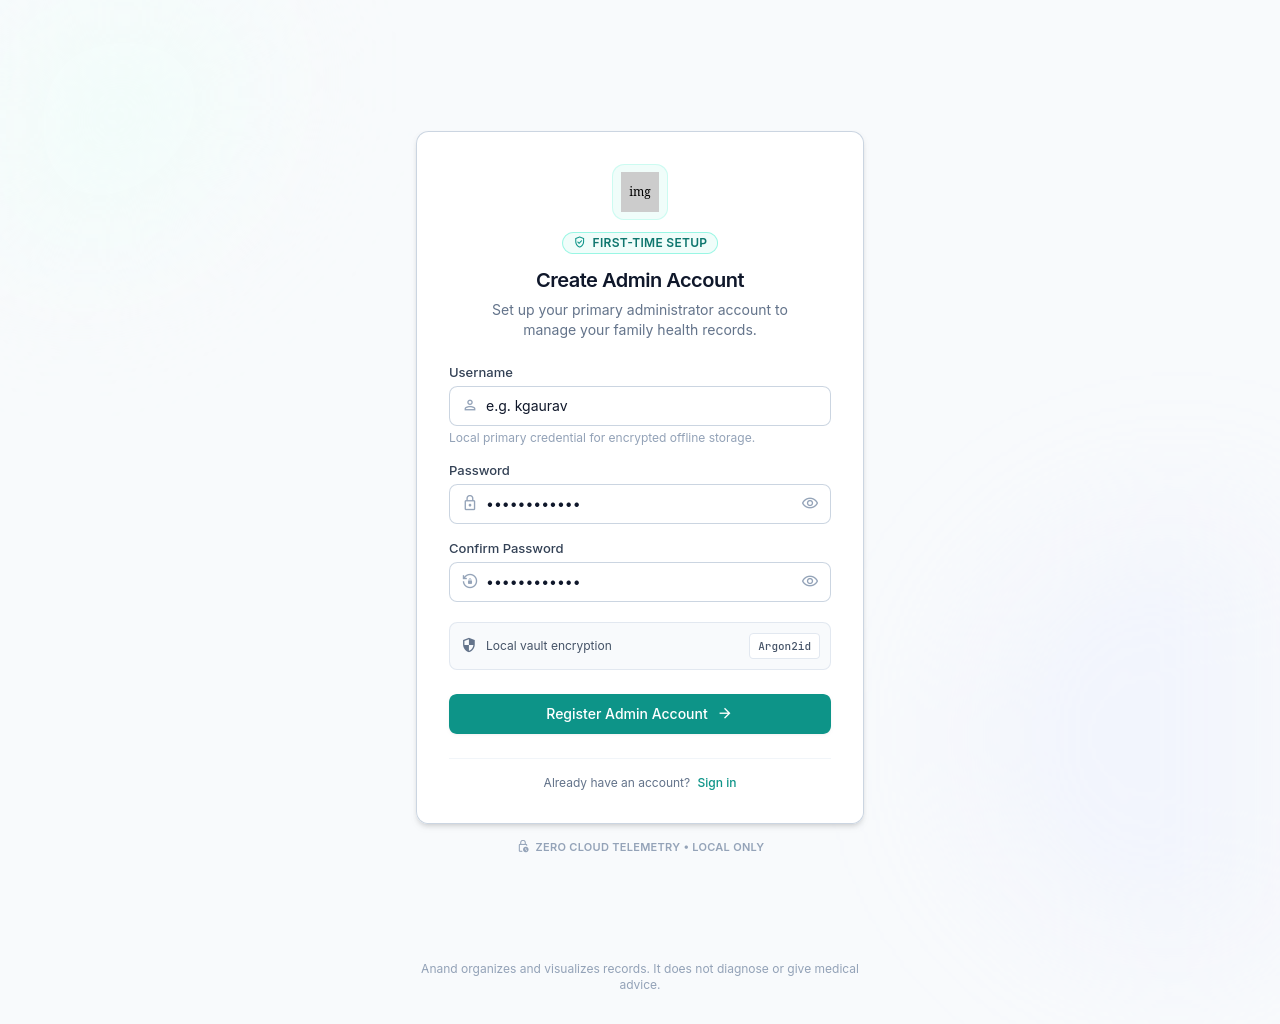 img
FIRST-TIME SETUP
Create Admin Account
Set up your primary administrator account to
manage your family health records.
Username
e.g. kgaurav
Local primary credential for encrypted offline storage.
Password
••••••••••••
Confirm Password
••••••••••••
Local vault encryption
Argon2id
Register Admin Account →
Already have an account? Sign in
ZERO CLOUD TELEMETRY • LOCAL ONLY
Anand organizes and visualizes records. It does not diagnose or give medical
advice.